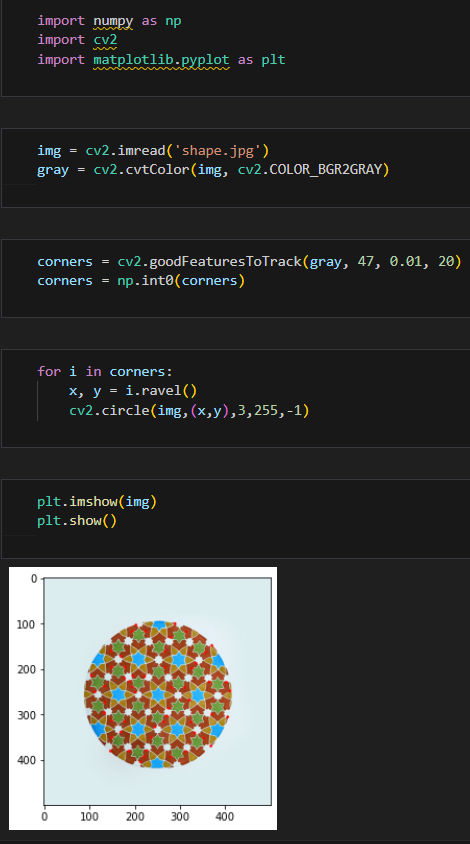 import numpy as np
import cv2
import matplotlib.pyplot as plt
img = cv2.imread('shape.jpg')
gray = cv2.cvtColor(img, cv2.COLOR_BGR2GRAY)
corners = cv2.goodFeaturesToTrack(gray, 47, 0.01, 20)
corners = np.int0(corners)
for i in corners:
    x, y = i.ravel()
    cv2.circle(img,(x,y),3,255,-1)
plt.imshow(img)
plt.show()
0
100
200
300
400
0 100 200 300 400